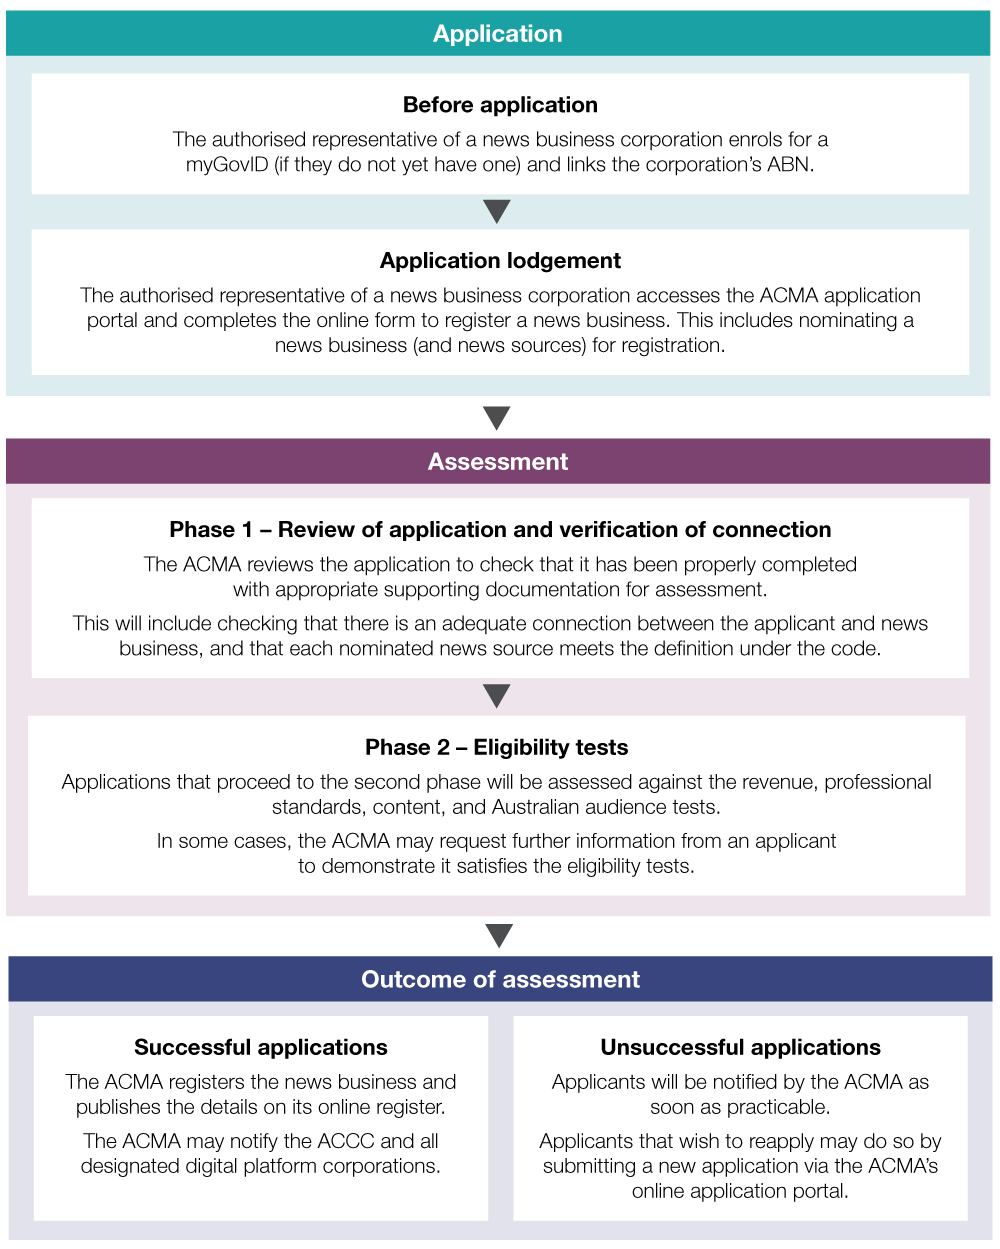 Application
Before application
The authorised representative of a news business corporation enrols for a
myGovID (if they do not yet have one) and links the corporation’s ABN.
Application lodgement
The authorised representative of a news business corporation accesses the ACMA application
portal and completes the online form to register a news business. This includes nominating a
news business (and news sources) for registration.
Assessment
Phase 1 – Review of application and verification of connection
The ACMA reviews the application to check that it has been properly completed
with appropriate supporting documentation for assessment.
This will include checking that there is an adequate connection between the applicant and news
business, and that each nominated news source meets the definition under the code.
Phase 2 – Eligibility tests
Applications that proceed to the second phase will be assessed against the revenue, professional
standards, content, and Australian audience tests.
In some cases, the ACMA may request further information from an applicant
to demonstrate it satisfies the eligibility tests.
Outcome of assessment
Successful applications
The ACMA registers the news business and
publishes the details on its online register.
The ACMA may notify the ACCC and all
designated digital platform corporations.
Unsuccessful applications
Applicants will be notified by the ACMA as
soon as practicable.
Applicants that wish to reapply may do so by
submitting a new application via the ACMA’s
online application portal.